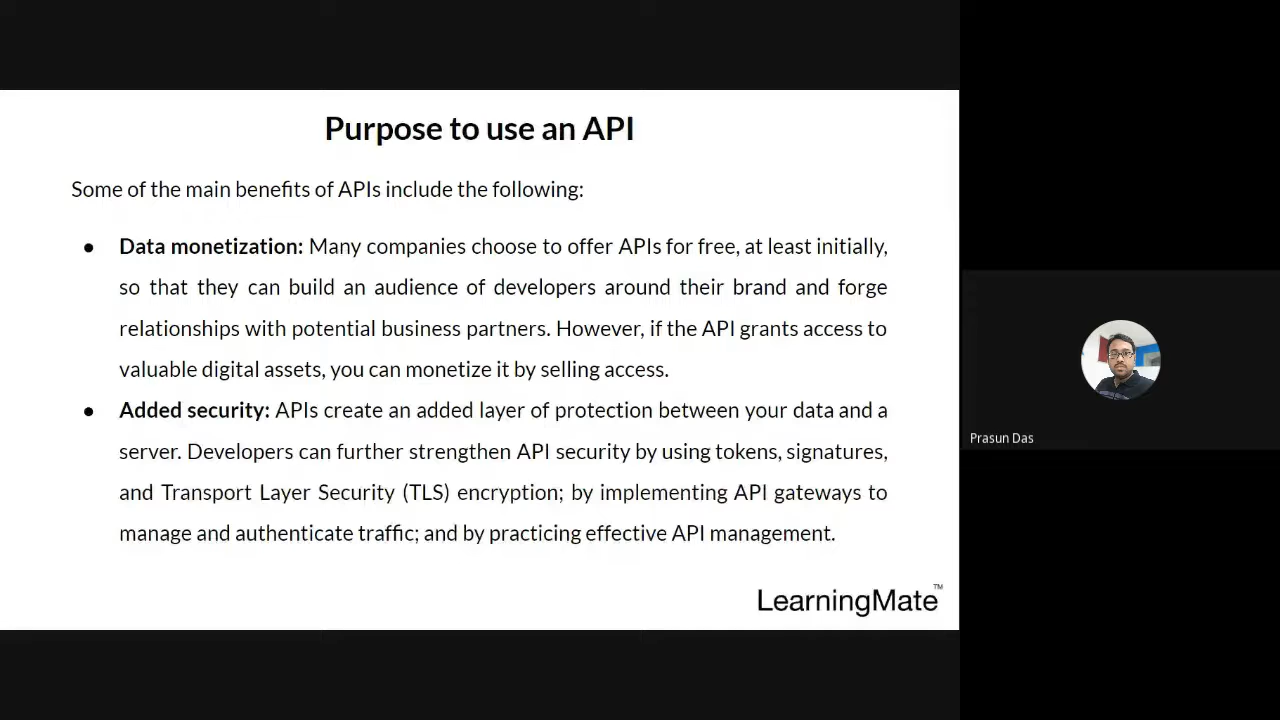 Purpose to use an API
Some of the main benefits of APIs include the following:
● Data monetization: Many companies choose to offer APIs for free, at least initially,
so that they can build an audience of developers around their brand and forge
relationships with potential business partners. However, if the API grants access to
valuable digital assets, you can monetize it by selling access.
● Added security: APIs create an added layer of protection between your data and a
server. Developers can further strengthen API security by using tokens, signatures,
and Transport Layer Security (TLS) encryption; by implementing API gateways to
manage and authenticate traffic; and by practicing effective API management.
LearningMate™
Prasun Das